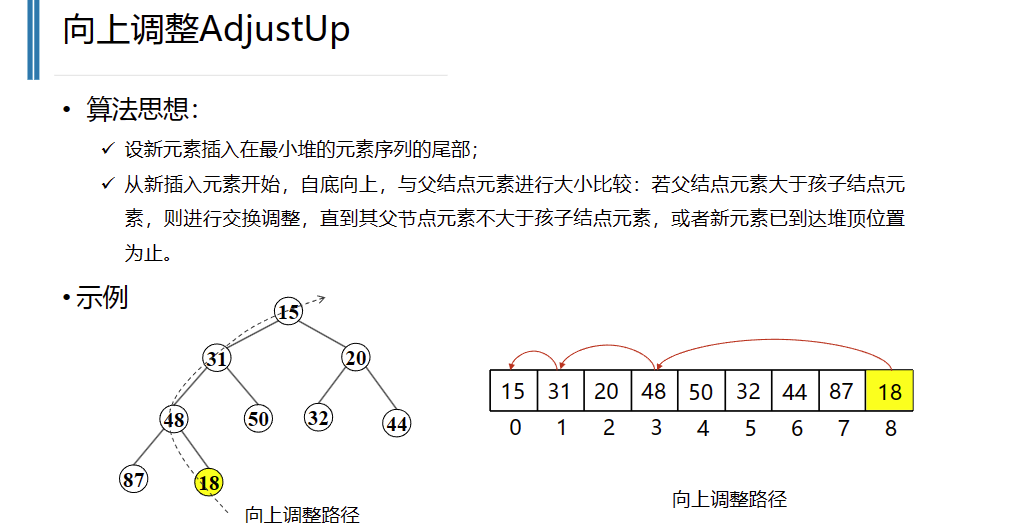 向上调整AdjustUp
• 算法思想：
✓ 设新元素插入在最小堆的元素序列的尾部；
✓ 从新插入元素开始，自底向上，与父结点元素进行大小比较：若父结点元素大于孩子结点元
素，则进行交换调整，直到其父节点元素不大于孩子结点元素，或者新元素已到达堆顶位置
为止。
• 示例
15
31 20
48 50 32 44
87 18
向上调整路径
15 31 20 48 50 32 44 87 18
0 1 2 3 4 5 6 7 8
向上调整路径